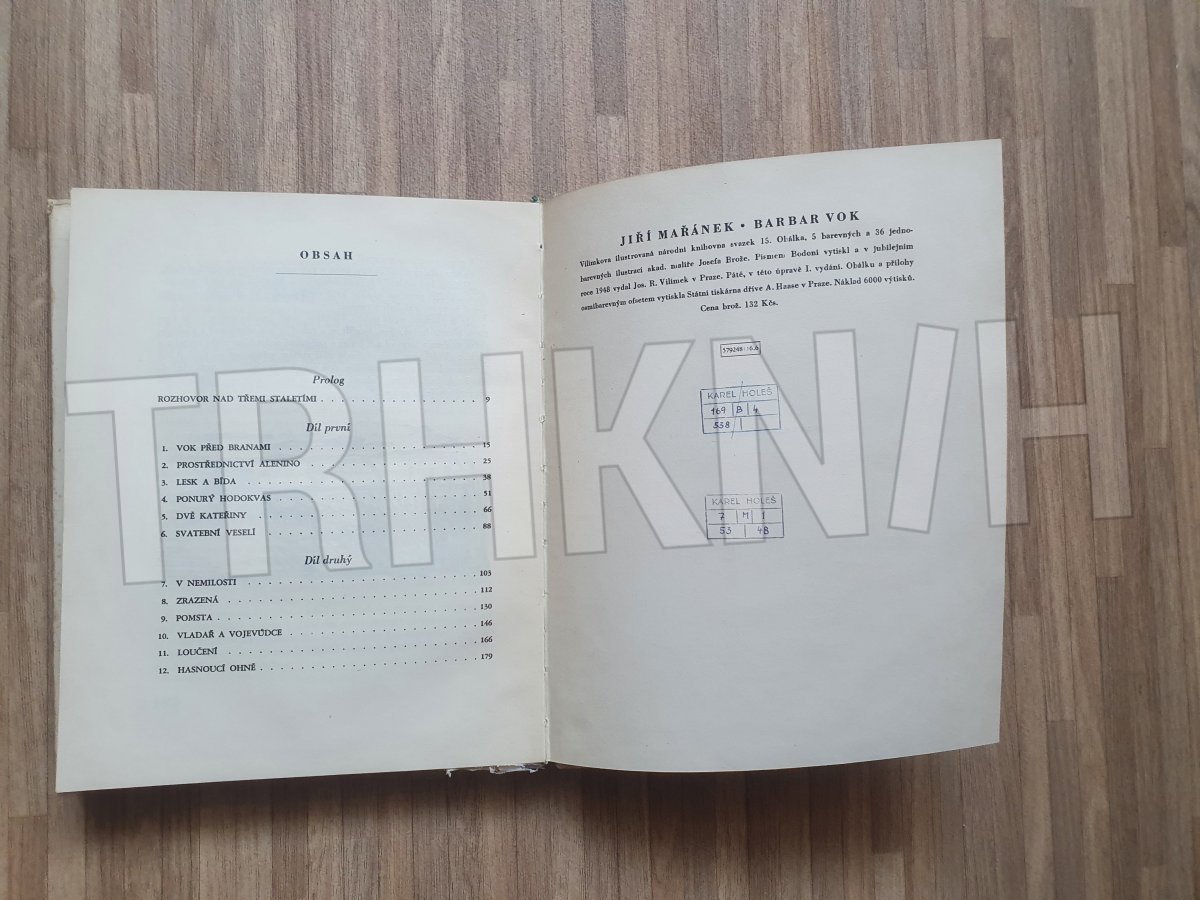 OBSAH
Prolog
ROZHOVOR NAD TŘEMI STALETÍMI . . . 9
Díl první
1. VOK PŘED BRANAMI . . . 15
2. PROSTŘEDNICTVÍ ALENINO . . . 25
3. LESK A BÍDA . . . 38
4. PONURÝ HODOKVAS . . . 51
5. DVĚ KATEŘINY . . . 66
6. SVATEBNÍ VESELÍ . . . 88
Díl druhý
7. V NEMILOSTI . . . 103
8. ZRAZENÁ . . . 112
9. POMSTA . . . 130
10. VLADAŘ A VOJEVŮDCE . . . 146
11. LOUČENÍ . . . 166
12. HASNOUCÍ OHNĚ . . . 179
JIŘÍ MAŘÁNEK • BARBAR VOK
Vilímkova ilustrovaná národní knihovna svazek 15. Obálka, 5 barevných a 36 jedno-
barevných ilustrací akad. malíře Josefa Brože. Písmem Bodoni vytiskl a v jubilejním
roce 1948 vydal Jos. R. Vilímek v Praze. Páté, v této úpravě I. vydání. Obálku a přílohy
osmibarevným ofsetem vytiskla Státní tiskárna dříve A. Haase v Praze. Náklad 6000 výtisků.
Cena brož. 132 Kčs.
KAREL HOLEŠ
169 B 4
538
KAREL HOLEŠ
7 M 1
53 4B
TRHKNIH